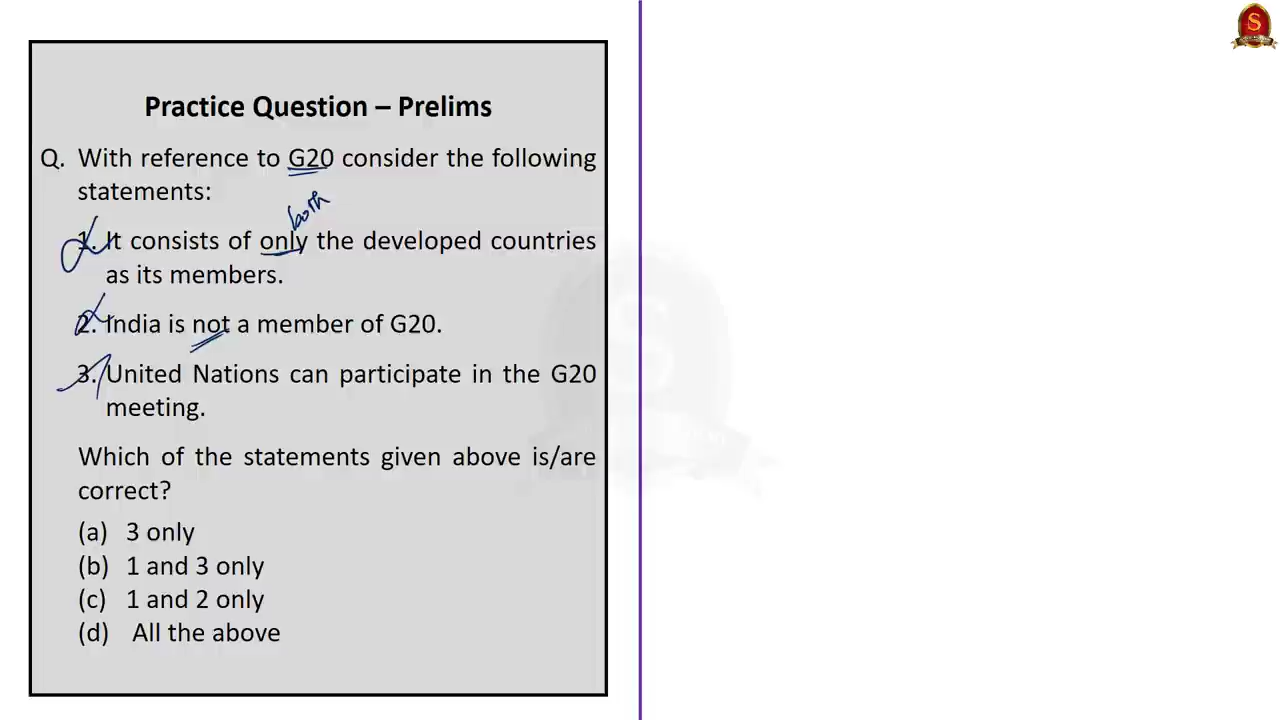 Practice Question – Prelims
Q. With reference to G20 consider the following
statements:
both
1. It consists of only the developed countries
as its members.
2. India is not a member of G20.
3. United Nations can participate in the G20
meeting.
Which of the statements given above is/are
correct?
(a) 3 only
(b) 1 and 3 only
(c) 1 and 2 only
(d) All the above
S